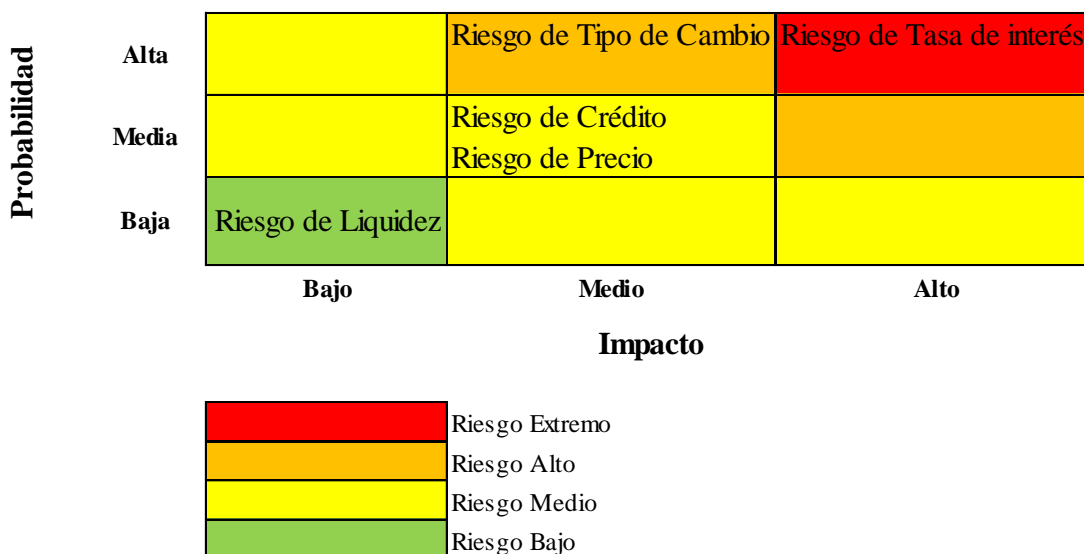 Probabilidad
Alta
Riesgo de Tipo de Cambio
Riesgo de Tasa de interés
Media
Riesgo de Crédito
Riesgo de Precio
Baja
Riesgo de Liquidez
Bajo
Medio
Alto
Impacto
Riesgo Extremo
Riesgo Alto
Riesgo Medio
Riesgo Bajo